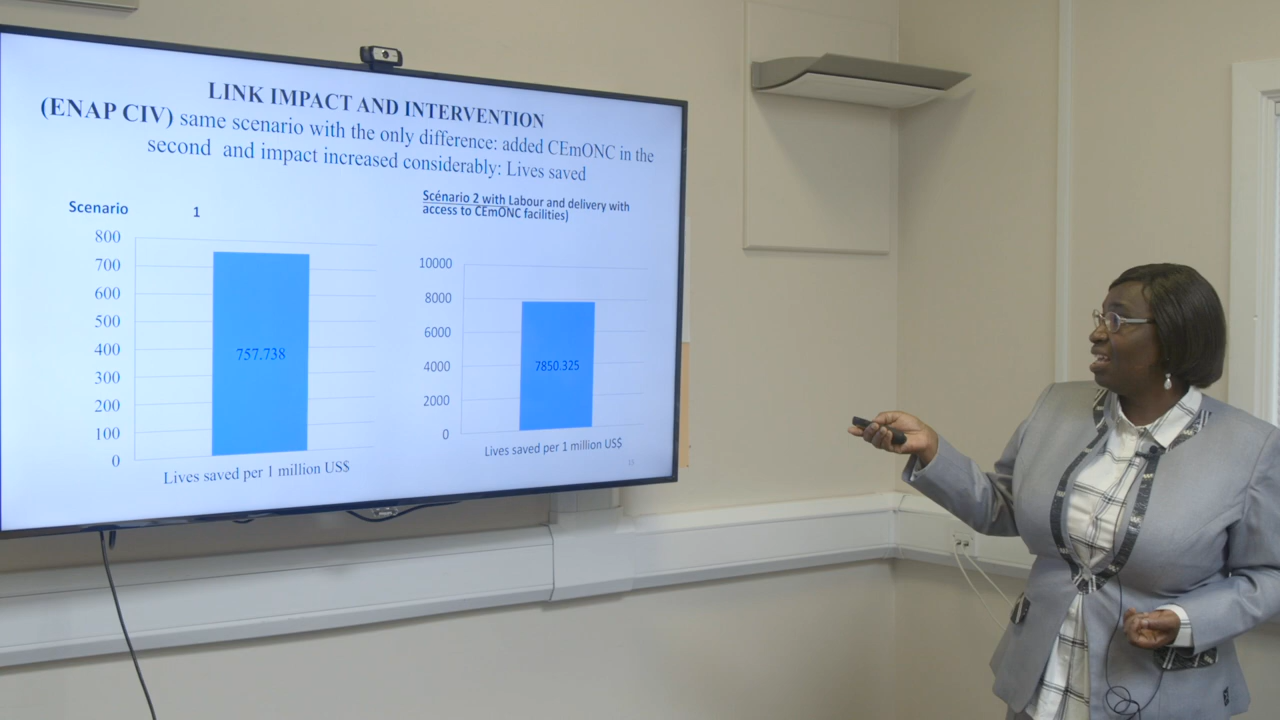 LINK IMPACT AND INTERVENTION
(ENAP CIV) same scenario with the only difference: added CEmONC in the
second and impact increased considerably: Lives saved
Scenario 1
800
700
600
500
400
300
200
100
0
757.738
Lives saved per 1 million US$
Scénario 2 with Labour and delivery with
access to CEmONC facilities)
10000
8000
6000
4000
2000
0
7850.325
Lives saved per 1 million US$
15